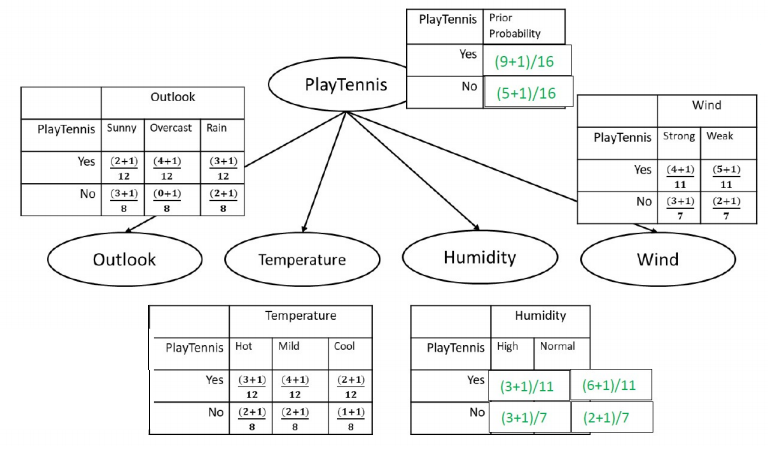 PlayTennis Prior Probability
Yes (9+1)/16
No (5+1)/16
PlayTennis
Outlook
PlayTennis Sunny Overcast Rain
Yes (2+1)/12 (4+1)/12 (3+1)/12
No (3+1)/8 (0+1)/8 (2+1)/8
Wind
PlayTennis Strong Weak
Yes (4+1)/11 (5+1)/11
No (3+1)/7 (2+1)/7
Outlook
Temperature
Humidity
Wind
Temperature
PlayTennis Hot Mild Cool
Yes (3+1)/12 (4+1)/12 (2+1)/12
No (2+1)/8 (2+1)/8 (1+1)/8
Humidity
PlayTennis High Normal
Yes (3+1)/11 (6+1)/11
No (3+1)/7 (2+1)/7